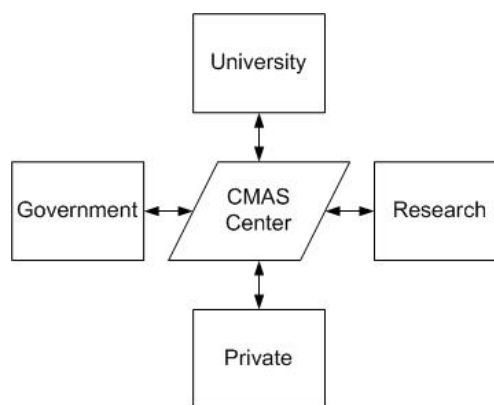 University
Government
CMAS
Center
Research
Private